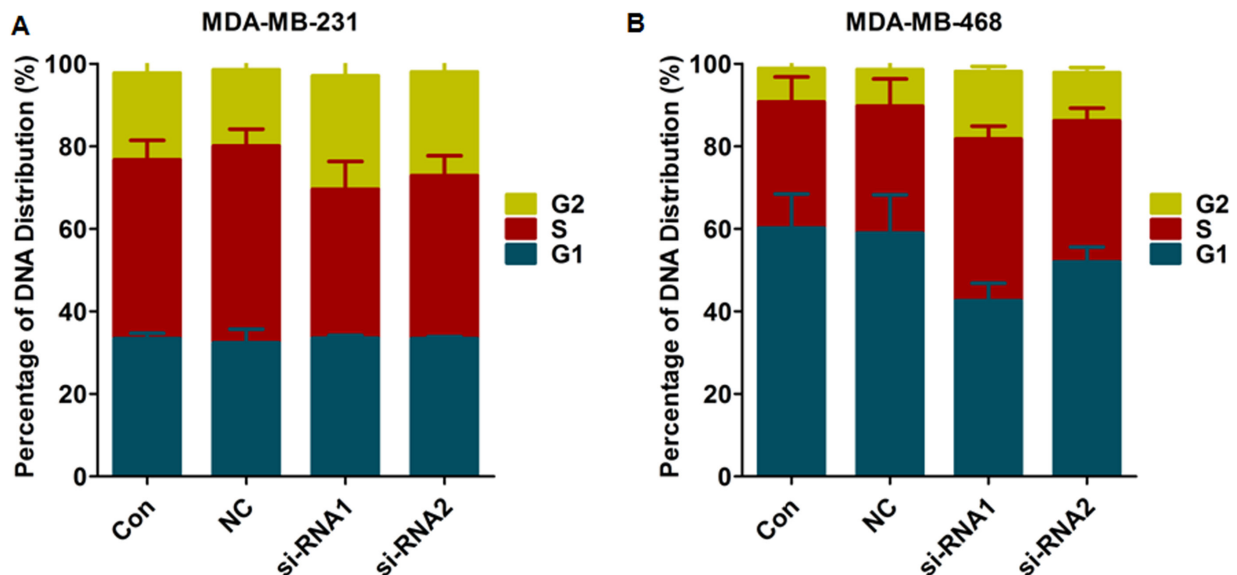 A
MDA-MB-231
Percentage of DNA Distribution (%)
100
80
60
40
20
0
Con
NC
si-RNA1
si-RNA2
G2
S
G1
B
MDA-MB-468
Percentage of DNA Distribution (%)
100
80
60
40
20
0
Con
NC
si-RNA1
si-RNA2
G2
S
G1